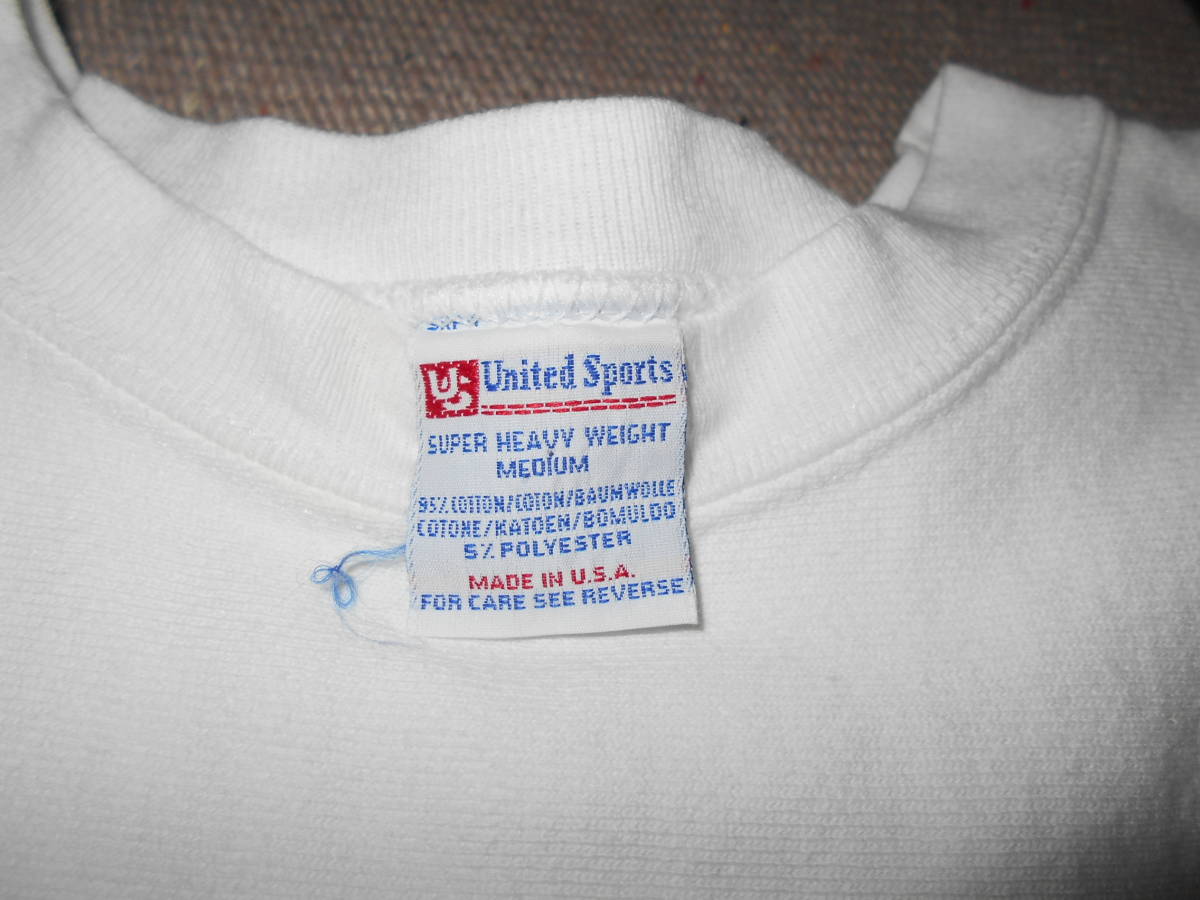 US United Sports
SUPER HEAVY WEIGHT
MEDIUM
95% COTTON/COTON/BAUMWOLLE
COTONE/KATOEN/BOMULDO
5% POLYESTER
MADE IN U.S.A.
FOR CARE SEE REVERSE